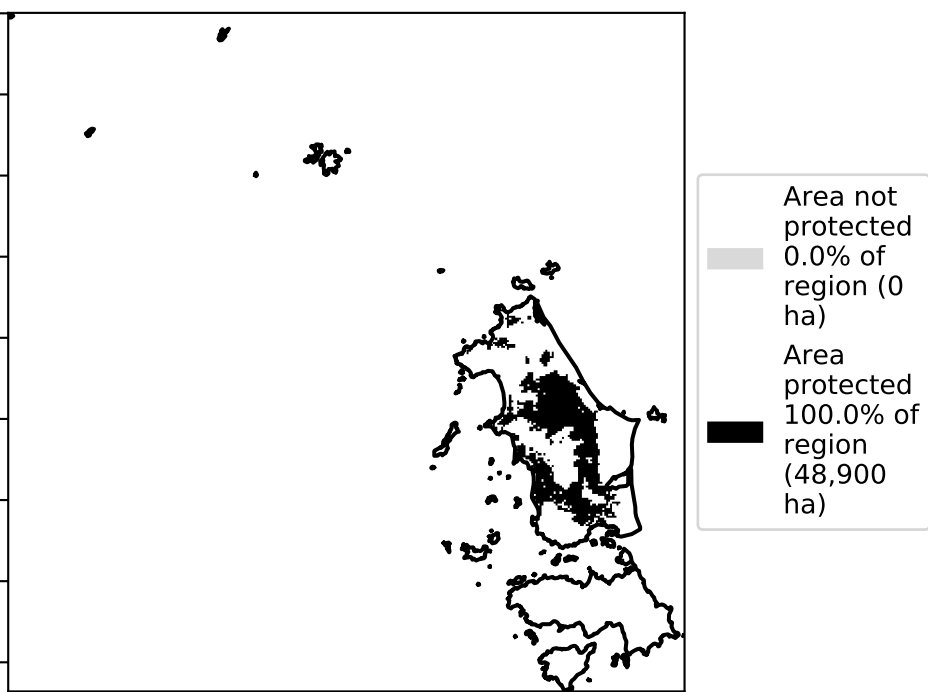 Area not
protected
0.0% of
region (0
ha)
Area
protected
100.0% of
region
(48,900
ha)